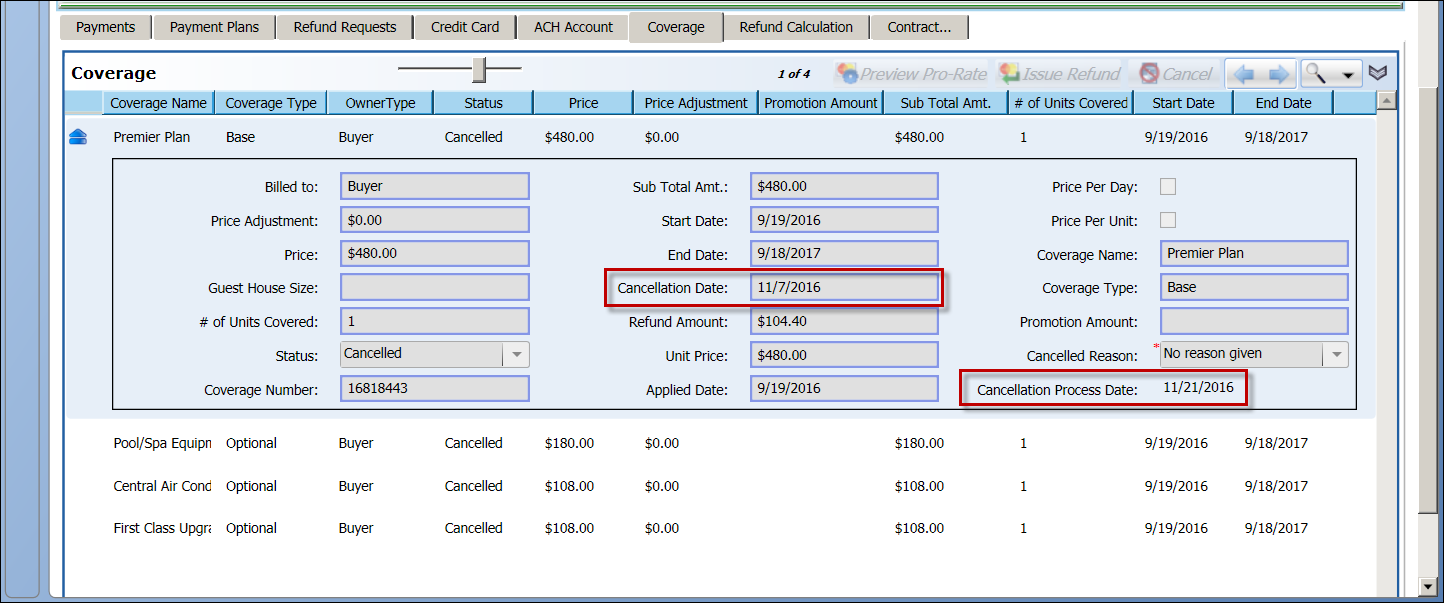 Payments Payment Plans Refund Requests Credit Card ACH Account Coverage Refund Calculation Contract...
Coverage 1 of 4 Preview Pro-Rate Issue Refund Cancel
Coverage Name Coverage Type OwnerType Status Price Price Adjustment Promotion Amount Sub Total Amt. # of Units Covered Start Date End Date
Premier Plan Base Buyer Cancelled $480.00 $0.00 $480.00 1 9/19/2016 9/18/2017
Billed to: Buyer Sub Total Amt.: $480.00 Price Per Day:
Price Adjustment: $0.00 Start Date: 9/19/2016 Price Per Unit:
Price: $480.00 End Date: 9/18/2017 Coverage Name: Premier Plan
Guest House Size: Cancellation Date: 11/7/2016 Coverage Type: Base
# of Units Covered: 1 Refund Amount: $104.40 Promotion Amount:
Status: Cancelled Unit Price: $480.00 Cancelled Reason: * No reason given
Coverage Number: 16818443 Applied Date: 9/19/2016 Cancellation Process Date: 11/21/2016
Pool/Spa Equipm Optional Buyer Cancelled $180.00 $0.00 $180.00 1 9/19/2016 9/18/2017
Central Air Cond Optional Buyer Cancelled $108.00 $0.00 $108.00 1 9/19/2016 9/18/2017
First Class Upgra Optional Buyer Cancelled $108.00 $0.00 $108.00 1 9/19/2016 9/18/2017